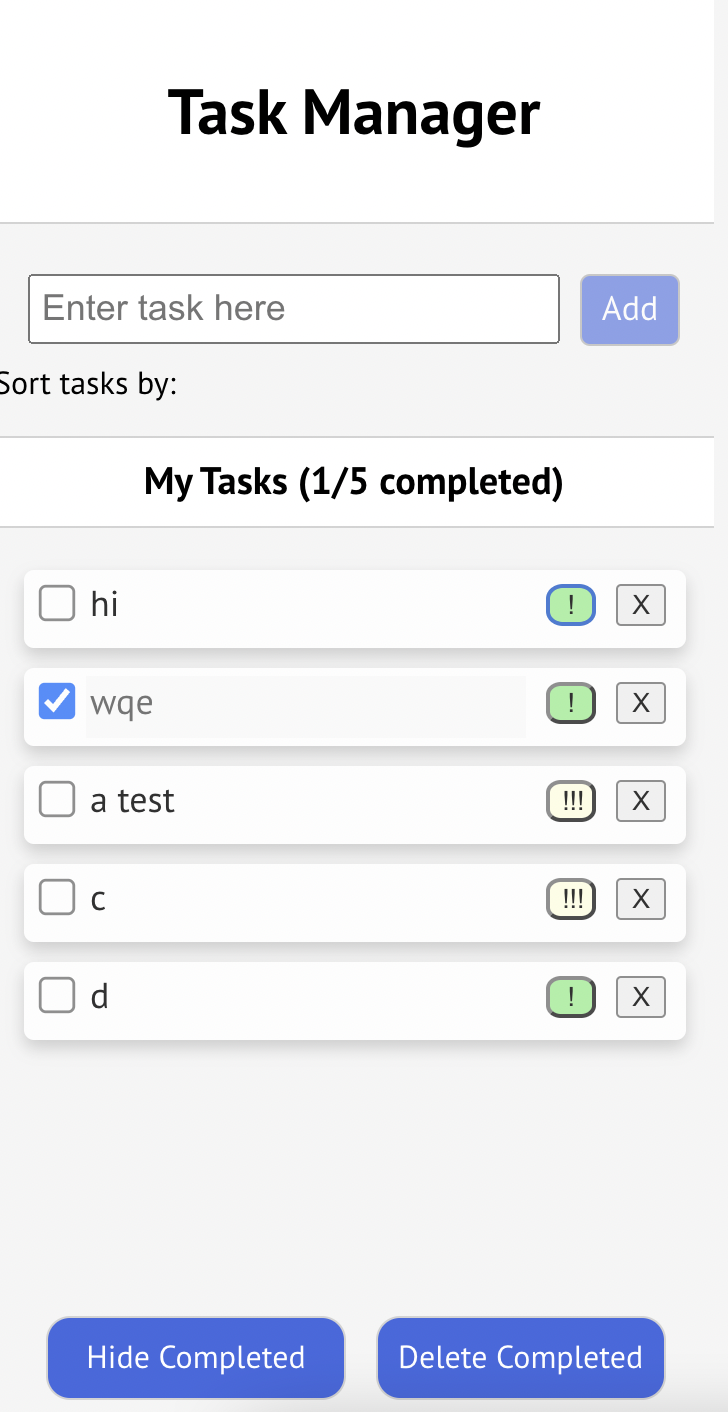 Task Manager
Enter task here Add
Sort tasks by:
My Tasks (1/5 completed)
hi ! X
wqe ! X
a test !!! X
c !!! X
d ! X
Hide Completed Delete Completed